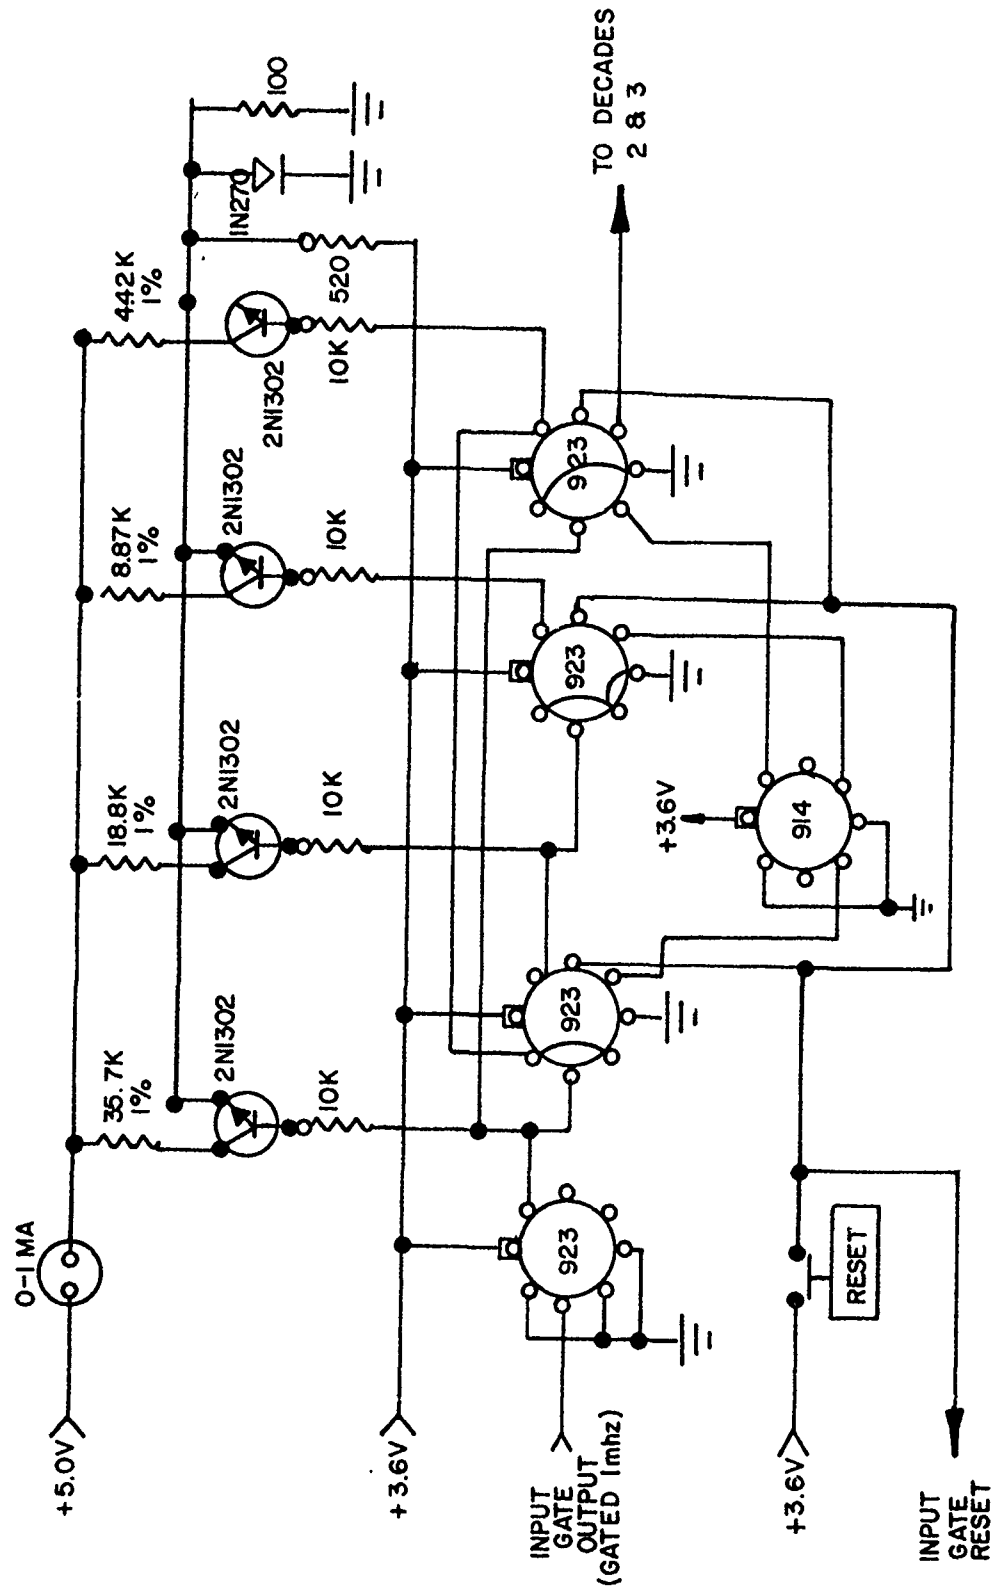 +5.0V
0-1 MA
35.7K
1%
18.8K
1%
8.87K
1%
442K
1%
2N1302
2N1302
2N1302
2N1302
1N270
100
10K
10K
10K
10K
520
+3.6V
INPUT
GATE
OUTPUT
(GATED 1mhz)
923
923
923
923
TO DECADES
2 & 3
+3.6V
914
+3.6V
RESET
INPUT
GATE
RESET